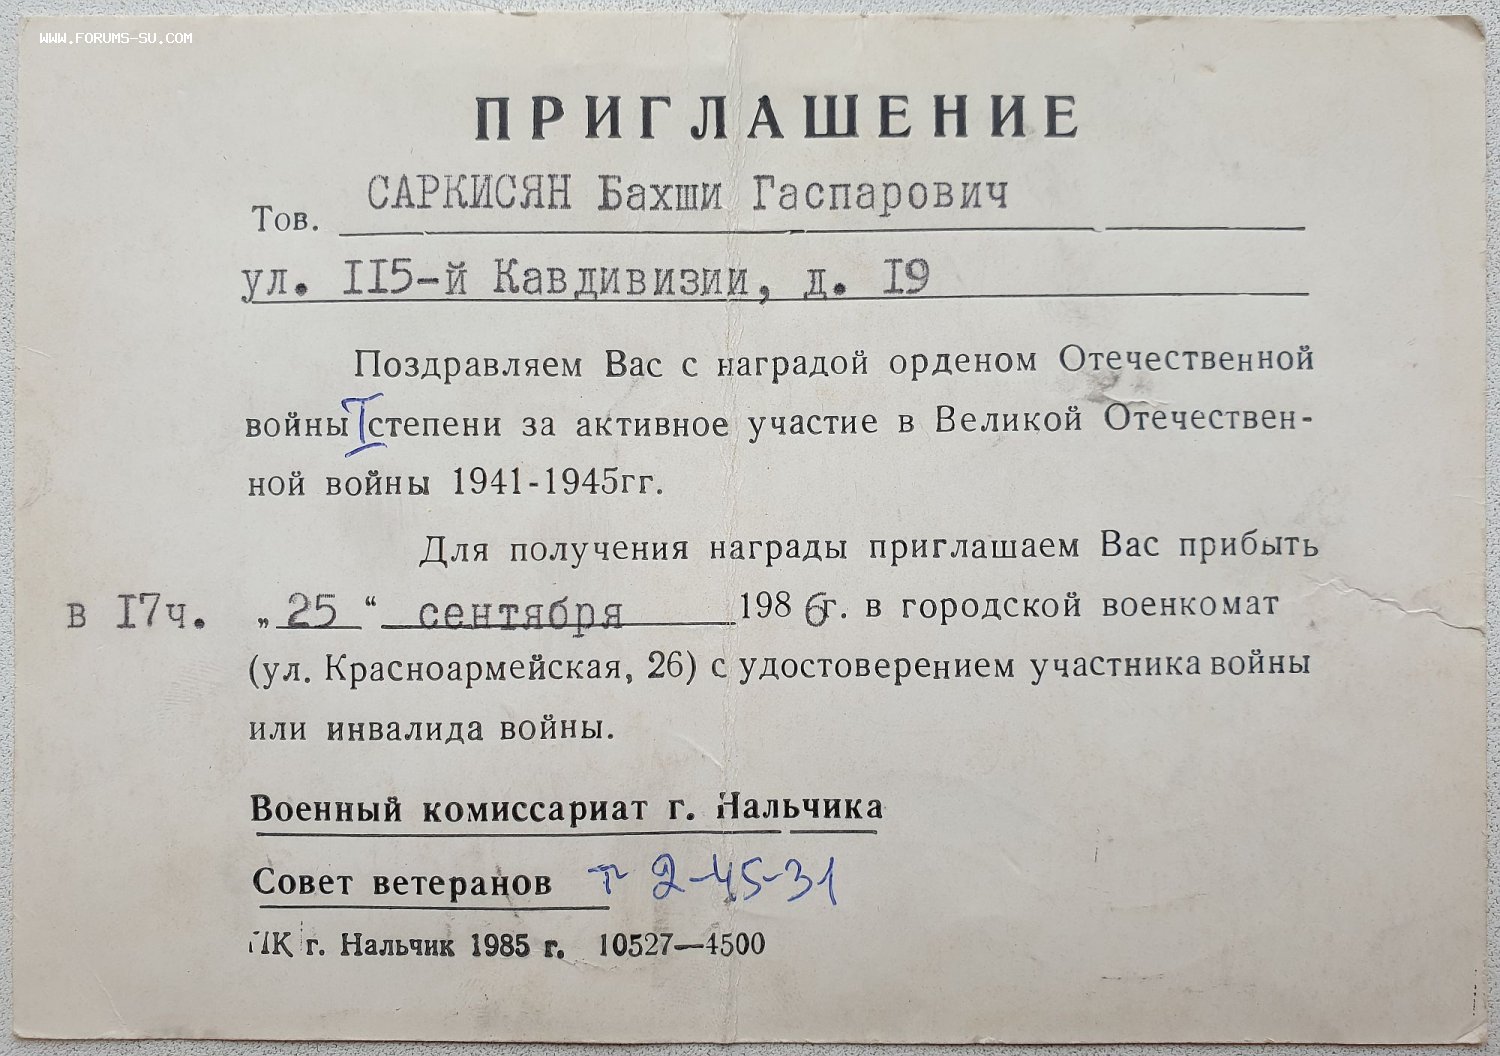 WWW.FORUMS-SU.COM
ПРИГЛАШЕНИЕ
Тов. САРКИСЯН Бахши Гаспарович
ул. II5-й Кавдивизии, д. I9
Поздравляем Вас с наградой орденом Отечественной
войны I степени за активное участие в Великой Отечествен-
ной войны 1941-1945гг.
Для получения награды приглашаем Вас прибыть
в I7ч. „25“ сентября 1986г. в городской военкомат
(ул. Красноармейская, 26) с удостоверением участника войны
или инвалида войны.
Военный комиссариат г. Нальчика
Совет ветеранов т 2-45-31
г. Нальчик 1985 г. 10527—4500